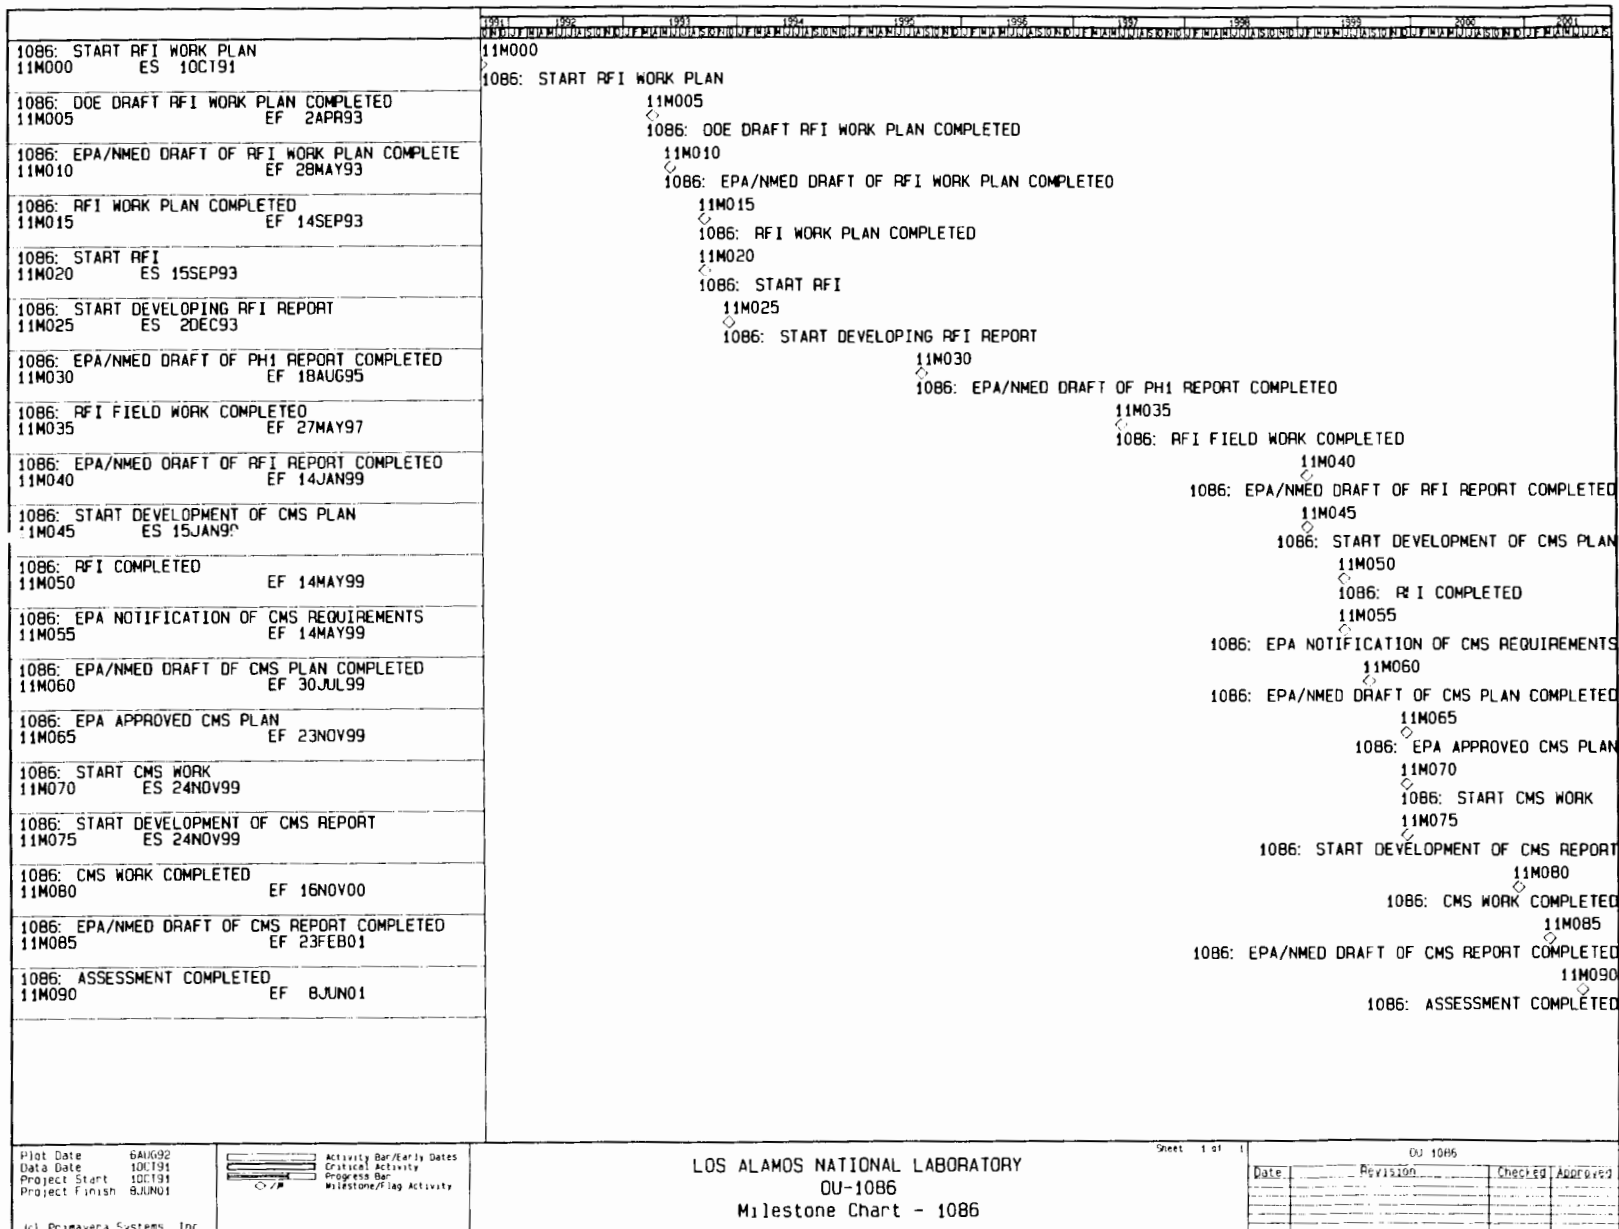 1991 1992 1993 1994 1995 1996 1997 1998 1999 2000 2001
1086: START RFI WORK PLAN
11M000 ES 1OCT91
1086: DOE DRAFT RFI WORK PLAN COMPLETED
11M005 EF 2APR93
1086: EPA/NMED DRAFT OF RFI WORK PLAN COMPLETE
11M010 EF 28MAY93
1086: RFI WORK PLAN COMPLETED
11M015 EF 14SEP93
1086: START RFI
11M020 ES 15SEP93
1086: START DEVELOPING RFI REPORT
11M025 ES 2DEC93
1086: EPA/NMED DRAFT OF PH1 REPORT COMPLETED
11M030 EF 18AUG95
1086: RFI FIELD WORK COMPLETED
11M035 EF 27MAY97
1086: EPA/NMED DRAFT OF RFI REPORT COMPLETED
11M040 EF 14JAN99
1086: START DEVELOPMENT OF CMS PLAN
11M045 ES 15JAN99
1086: RFI COMPLETED
11M050 EF 14MAY99
1086: EPA NOTIFICATION OF CMS REQUIREMENTS
11M055 EF 14MAY99
1086: EPA/NMED DRAFT OF CMS PLAN COMPLETED
11M060 EF 30JUL99
1086: EPA APPROVED CMS PLAN
11M065 EF 23NOV99
1086: START CMS WORK
11M070 ES 24NOV99
1086: START DEVELOPMENT OF CMS REPORT
11M075 ES 24NOV99
1086: CMS WORK COMPLETED
11M080 EF 16NOV00
1086: EPA/NMED DRAFT OF CMS REPORT COMPLETED
11M085 EF 23FEB01
1086: ASSESSMENT COMPLETED
11M090 EF 8JUN01
11M000
1086: START RFI WORK PLAN
11M005
1086: DOE DRAFT RFI WORK PLAN COMPLETED
11M010
1086: EPA/NMED DRAFT OF RFI WORK PLAN COMPLETED
11M015
1086: RFI WORK PLAN COMPLETED
11M020
1086: START RFI
11M025
1086: START DEVELOPING RFI REPORT
11M030
1086: EPA/NMED DRAFT OF PH1 REPORT COMPLETED
11M035
1086: RFI FIELD WORK COMPLETED
11M040
1086: EPA/NMED DRAFT OF RFI REPORT COMPLETED
11M045
1086: START DEVELOPMENT OF CMS PLAN
11M050
1086: RFI COMPLETED
11M055
1086: EPA NOTIFICATION OF CMS REQUIREMENTS
11M060
1086: EPA/NMED DRAFT OF CMS PLAN COMPLETED
11M065
1086: EPA APPROVED CMS PLAN
11M070
1086: START CMS WORK
11M075
1086: START DEVELOPMENT OF CMS REPORT
11M080
1086: CMS WORK COMPLETED
11M085
1086: EPA/NMED DRAFT OF CMS REPORT COMPLETED
11M090
1086: ASSESSMENT COMPLETED
Plot Date 6AUG92
Data Date 1OCT91
Project Start 1OCT91
Project Finish 8JUN01
(c) Primavera Systems, Inc
Activity Bar/Early Dates
Critical Activity
Progress Bar
Milestone/Flag Activity
LOS ALAMOS NATIONAL LABORATORY
OU-1086
Milestone Chart - 1086
Sheet 1 of 1
OU 1086
Date Revision Checked Approved